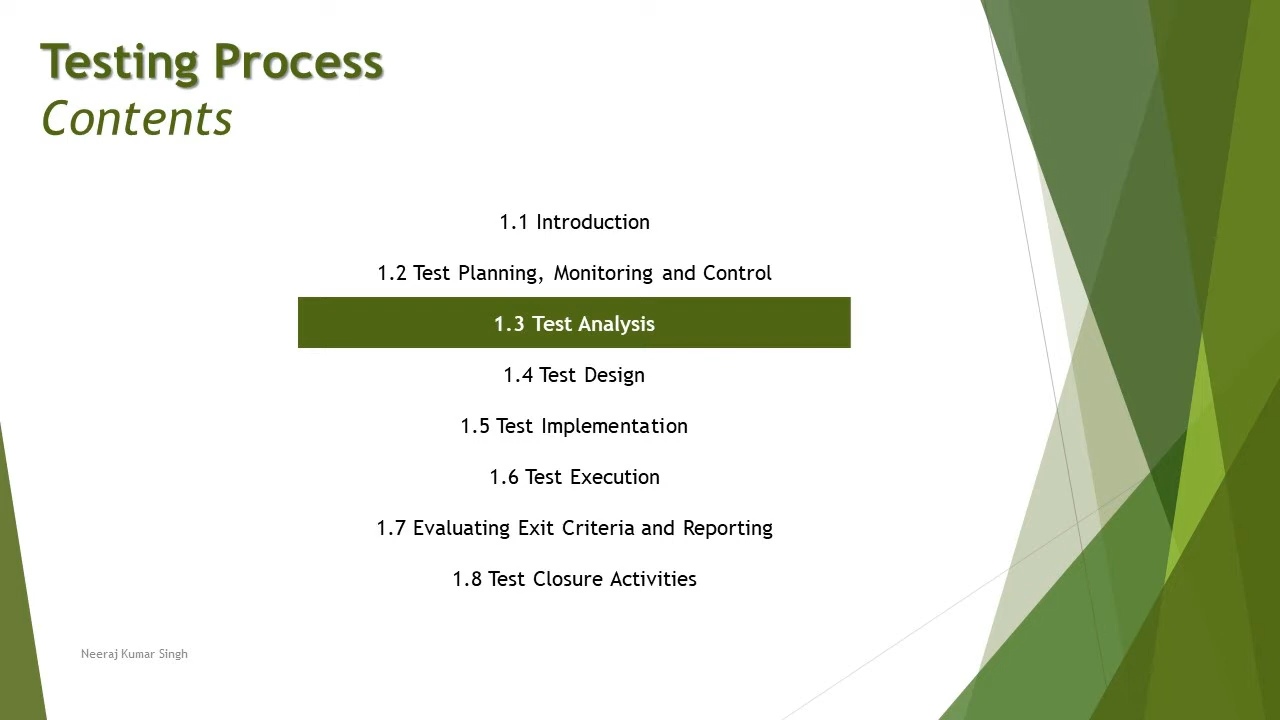 Testing Process
Contents
1.1 Introduction
1.2 Test Planning, Monitoring and Control
1.3 Test Analysis
1.4 Test Design
1.5 Test Implementation
1.6 Test Execution
1.7 Evaluating Exit Criteria and Reporting
1.8 Test Closure Activities
Neeraj Kumar Singh